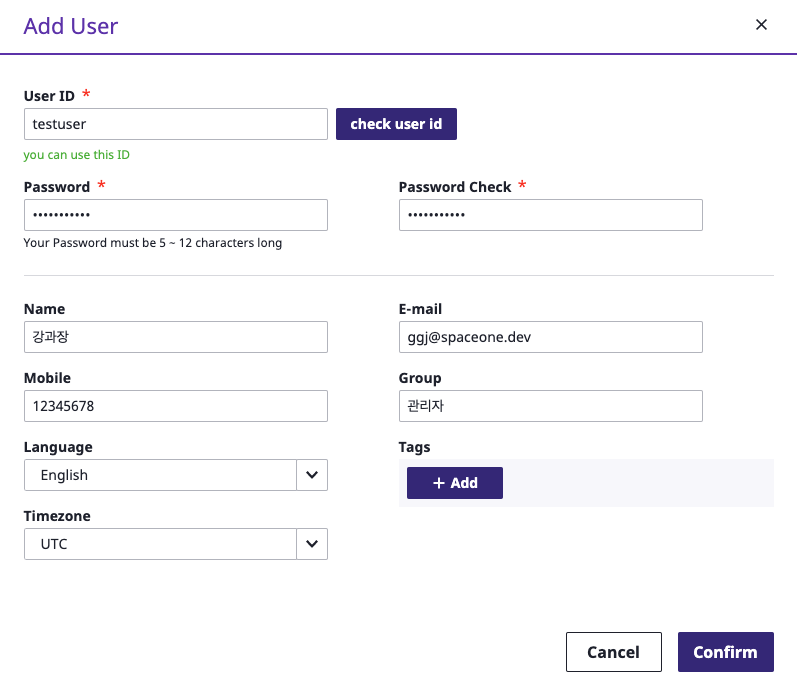 Add User
User ID *
testuser
check user id
you can use this ID
Password *
Password Check *
•••••••••••
•••••••••••
Your Password must be 5 ~ 12 characters long
Name
E-mail
강과장
ggj@spaceone.dev
Mobile
Group
12345678
관리자
Language
Tags
English
+ Add
Timezone
UTC
Cancel
Confirm